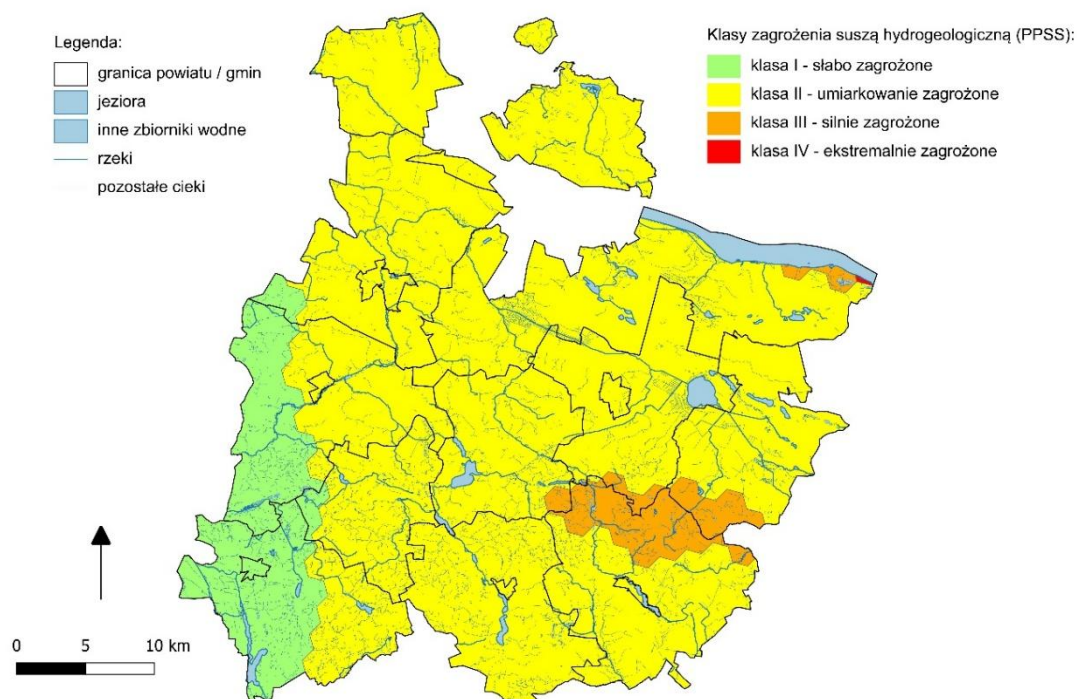 Legenda:
granica powiatu / gmin
jeziora
inne zbiorniki wodne
rzeki
pozostałe cieki
Klasy zagrożenia suszą hydrogeologiczną (PPSS):
klasa I - słabo zagrożone
klasa II - umiarkowanie zagrożone
klasa III - silnie zagrożone
klasa IV - ekstremalnie zagrożone
0 5 10 km